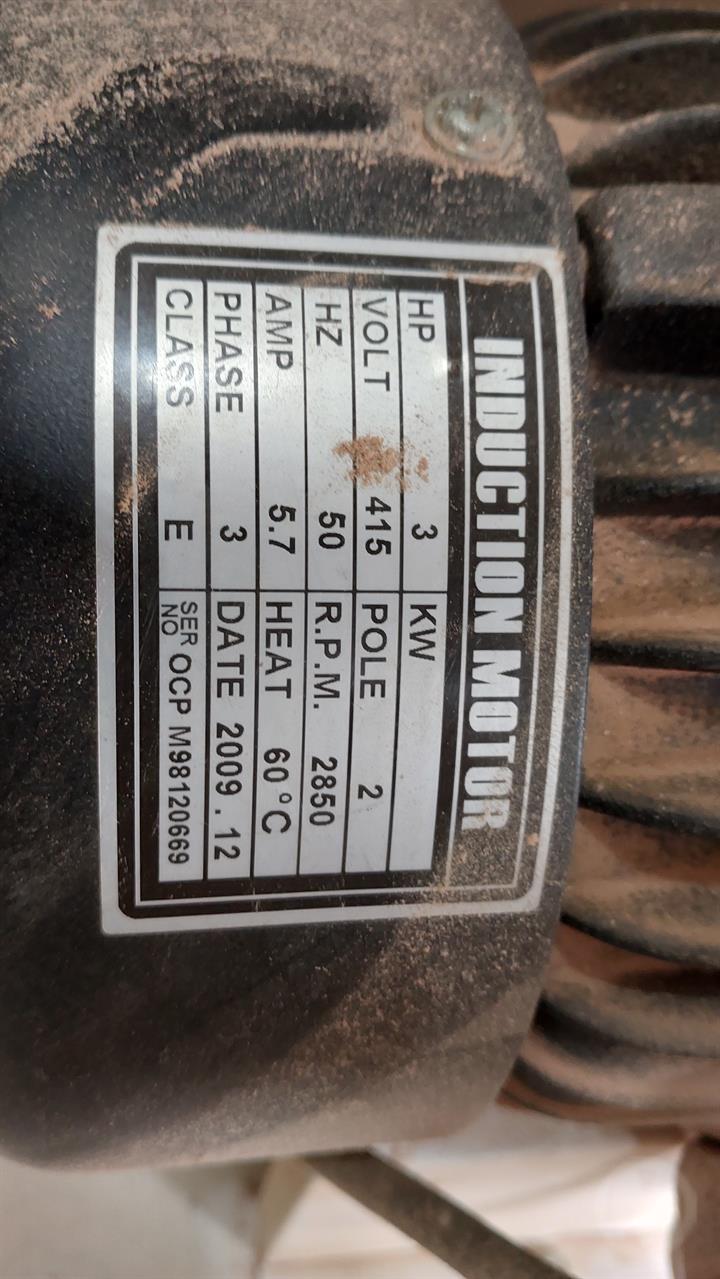 INDUCTION MOTOR
HP 3 KW
VOLT 415 POLE 2
HZ 50 R.P.M. 2850
AMP 5.7 HEAT 60°C
PHASE 3 DATE 2009.12
CLASS E SER NO OCP M98120669